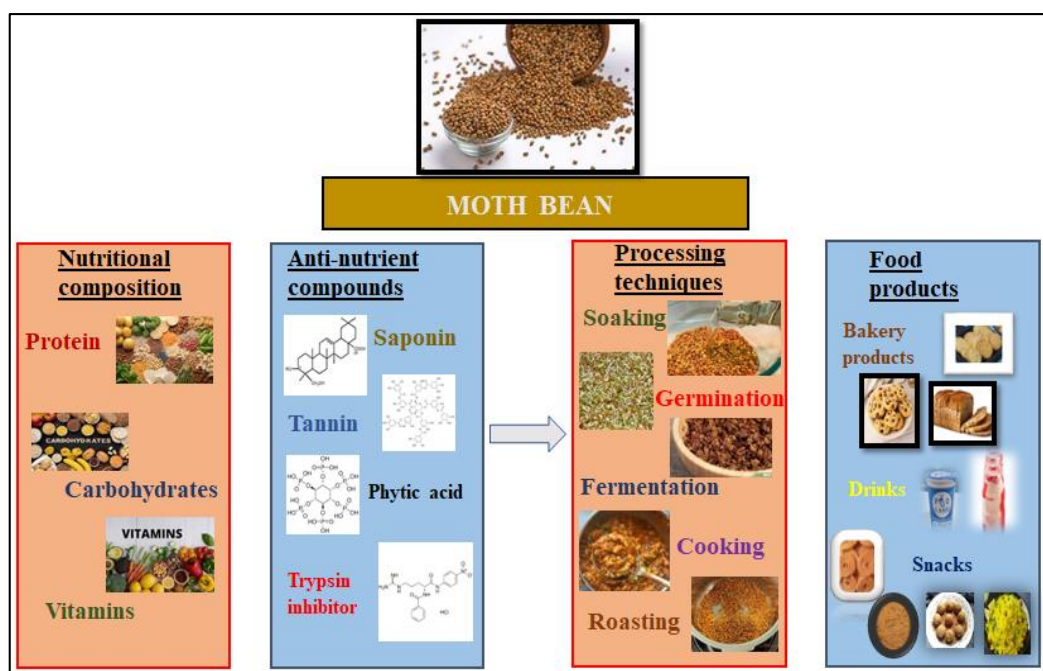 MOTH BEAN
Nutritional
composition
Protein
CARBOHYDRATES
Carbohydrates
VITAMINS
Vitamins
Anti-nutrient
compounds
Saponin
Tannin
Phytic acid
Trypsin
inhibitor
Processing
techniques
Soaking
Germination
Fermentation
Cooking
Roasting
Food
products
Bakery
products
Drinks
Snacks